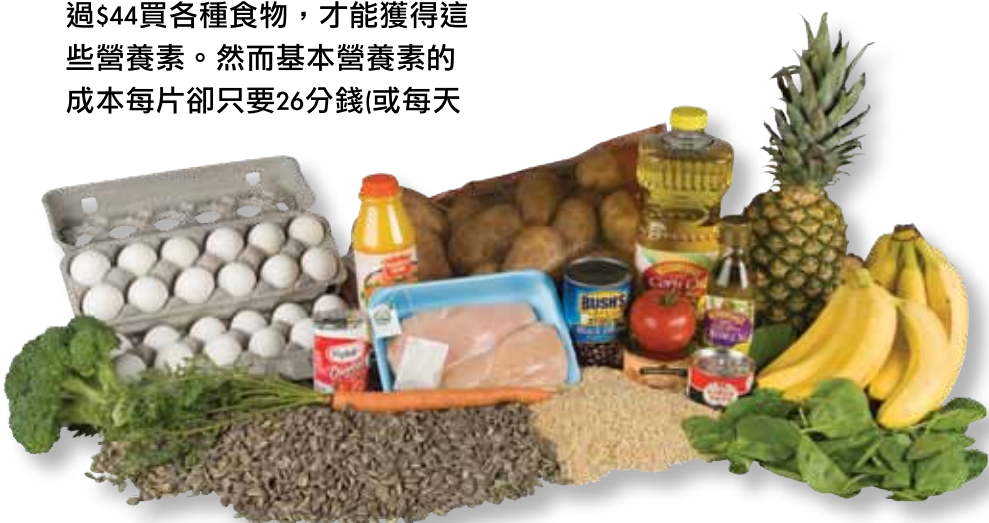 過$44買各種食物,才能獲得這
些營養素。然而基本營養素的
成本每片卻只要26分錢(或每天
BUSH'S
Corn Oil